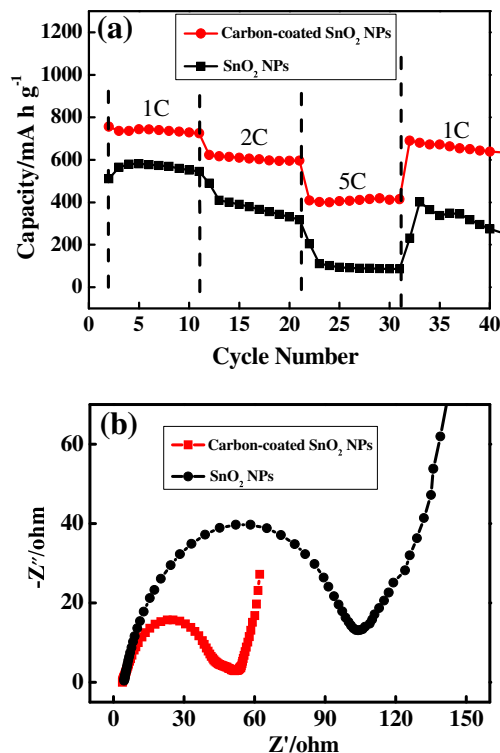 (a)
Carbon-coated SnO₂ NPs
SnO₂ NPs
1C
2C
5C
1C
1200
1000
800
600
400
200
0
Capacity/mA h g⁻¹
0 5 10 15 20 25 30 35 40
Cycle Number
(b)
Carbon-coated SnO₂ NPs
SnO₂ NPs
60
40
20
0
-Z″/ohm
0 30 60 90 120 150
Z'/ohm